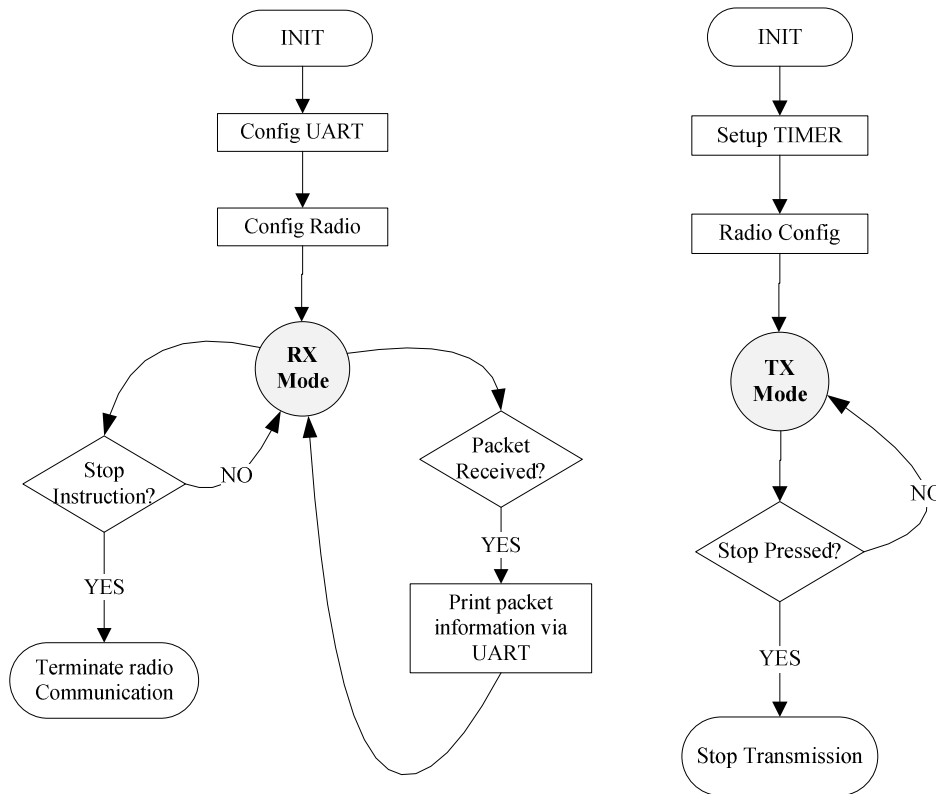 INIT
Config UART
Config Radio
RX
Mode
Stop
Instruction?
NO
YES
Terminate radio
Communication
Packet
Received?
YES
Print packet
information via
UART
INIT
Setup TIMER
Radio Config
TX
Mode
Stop Pressed?
NO
YES
Stop Transmission